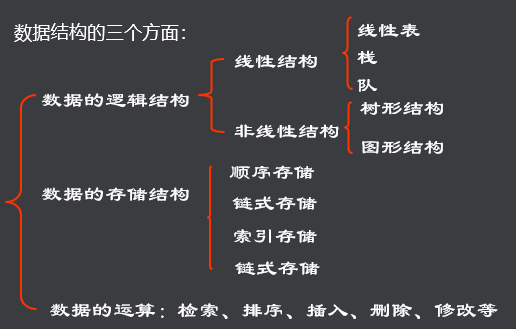 数据结构的三个方面：
线性表
栈
队
线性结构
数据的逻辑结构
树形结构
非线性结构
图形结构
顺序存储
数据的存储结构
链式存储
索引存储
链式存储
数据的运算：检索、排序、插入、删除、修改等